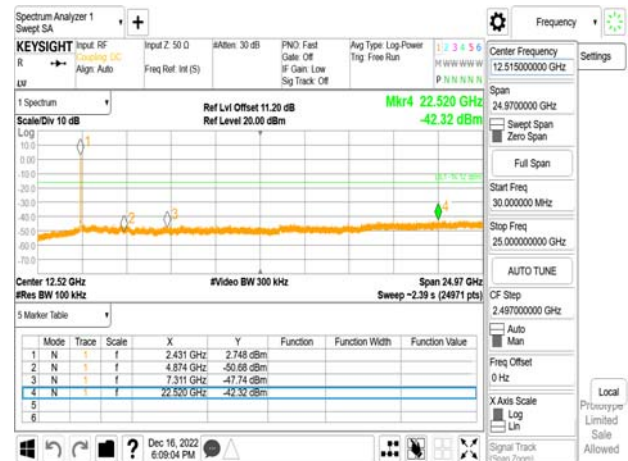 Spectrum Analyzer 1
Swept SA
Frequency
KEYSIGHT
R
LVI
Input: RF
Coupling: DC
Align: Auto
Input Z: 50 Ω
Freq Ref: Int (S)
#Atten: 30 dB
PNO: Fast
Gate: Off
IF Gain: Low
Sig Track: Off
Avg Type: Log-Power
Trig: Free Run
1 2 3 4 5 6
M W W W W W
P N N N N N
1 Spectrum
Scale/Div 10 dB
Log
Ref Lvl Offset 11.20 dB
Ref Level 20.00 dBm
Mkr4 22.520 GHz
-42.32 dBm
10.0
0.00
-10.0
-20.0
-30.0
-40.0
-50.0
-60.0
-70.0
1
2
3
4
Center 12.52 GHz
#Res BW 100 kHz
#Video BW 300 kHz
Span 24.97 GHz
Sweep ~2.39 s (24971 pts)
5 Marker Table
Mode Trace Scale X Y Function Function Width Function Value
1 N 1 f 2.431 GHz 2.748 dBm
2 N 1 f 4.874 GHz -50.68 dBm
3 N 1 f 7.311 GHz -47.74 dBm
4 N 1 f 22.520 GHz -42.32 dBm
5
6
Dec 16, 2022
6:09:04 PM
Center Frequency
12.515000000 GHz
Settings
Span
24.9700000 GHz
Swept Span
Zero Span
Full Span
Start Freq
30.000000 MHz
Stop Freq
25.000000000 GHz
AUTO TUNE
CF Step
2.497000000 GHz
Auto
Man
Freq Offset
0 Hz
X Axis Scale
Log
Lin
Signal Track
(Span Zoom)
Local
Prototype
Limited
Sale
Allowed